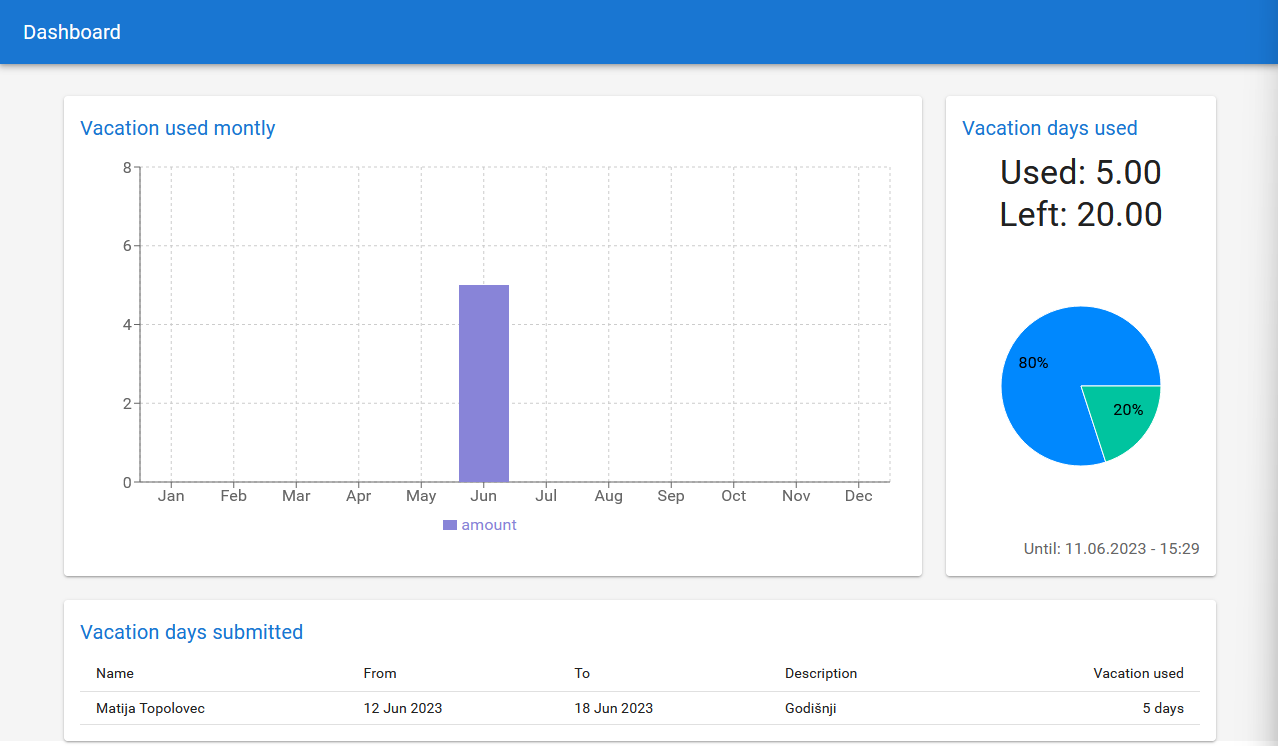 Dashboard
Vacation used montly
8
6
4
2
0
Jan Feb Mar Apr May Jun Jul Aug Sep Oct Nov Dec
amount
Vacation days used
Used: 5.00
Left: 20.00
80%
20%
Until: 11.06.2023 - 15:29
Vacation days submitted
Name From To Description Vacation used
Matija Topolovec 12 Jun 2023 18 Jun 2023 Godišnji 5 days